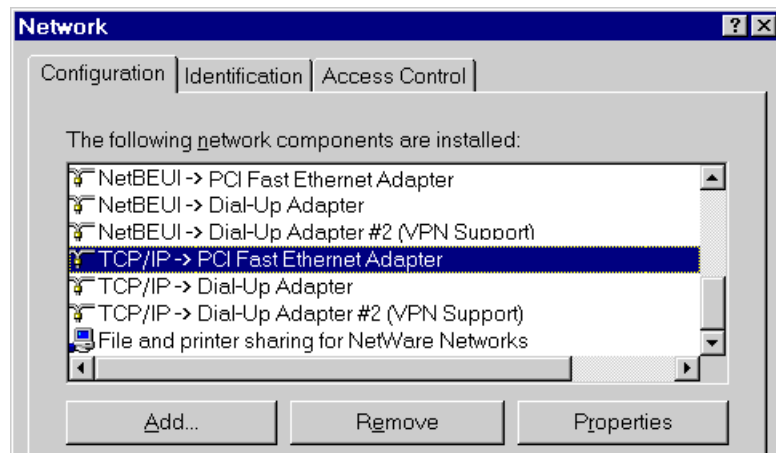 Network
Configuration Identification Access Control
The following network components are installed:
NetBEUI -> PCI Fast Ethernet Adapter
NetBEUI -> Dial-Up Adapter
NetBEUI -> Dial-Up Adapter #2 (VPN Support)
TCP/IP -> PCI Fast Ethernet Adapter
TCP/IP -> Dial-Up Adapter
TCP/IP -> Dial-Up Adapter #2 (VPN Support)
File and printer sharing for NetWare Networks
Add... Remove Properties